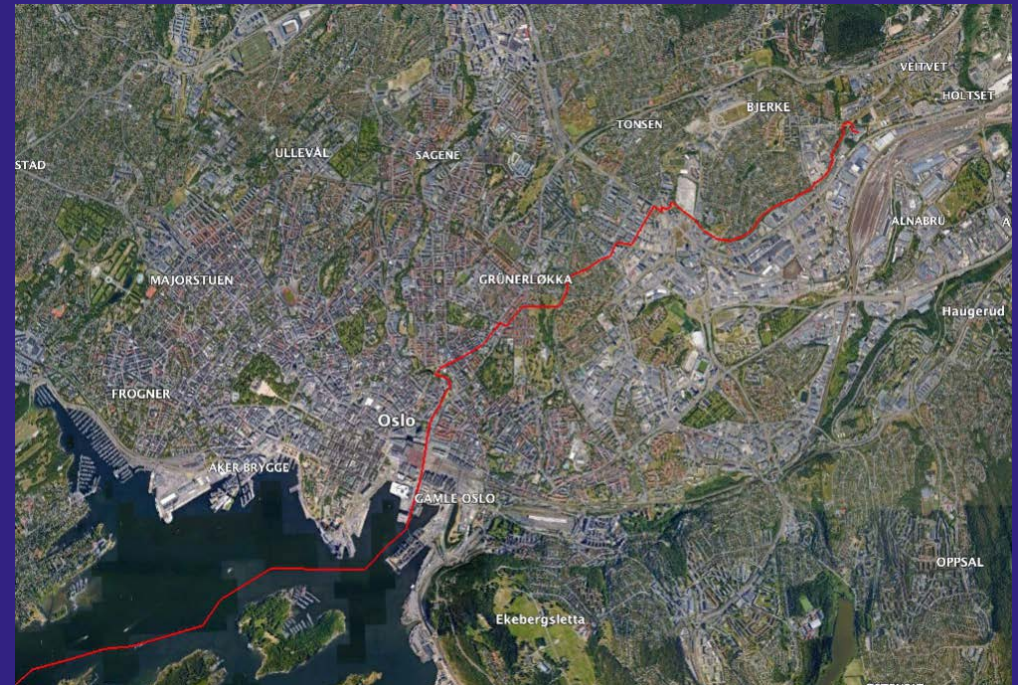 VEITVET
HOLTSET
BJERKE
TONSEN
ULLEVÅL
SAGENE
STAD
ALNABRU
A
MAJORSTUEN
GRÜNERLØKKA
Haugerud
FROGNER
Oslo
AKER BRYGGE
GAMLE OSLO
OPPSAL
Ekebergsletta